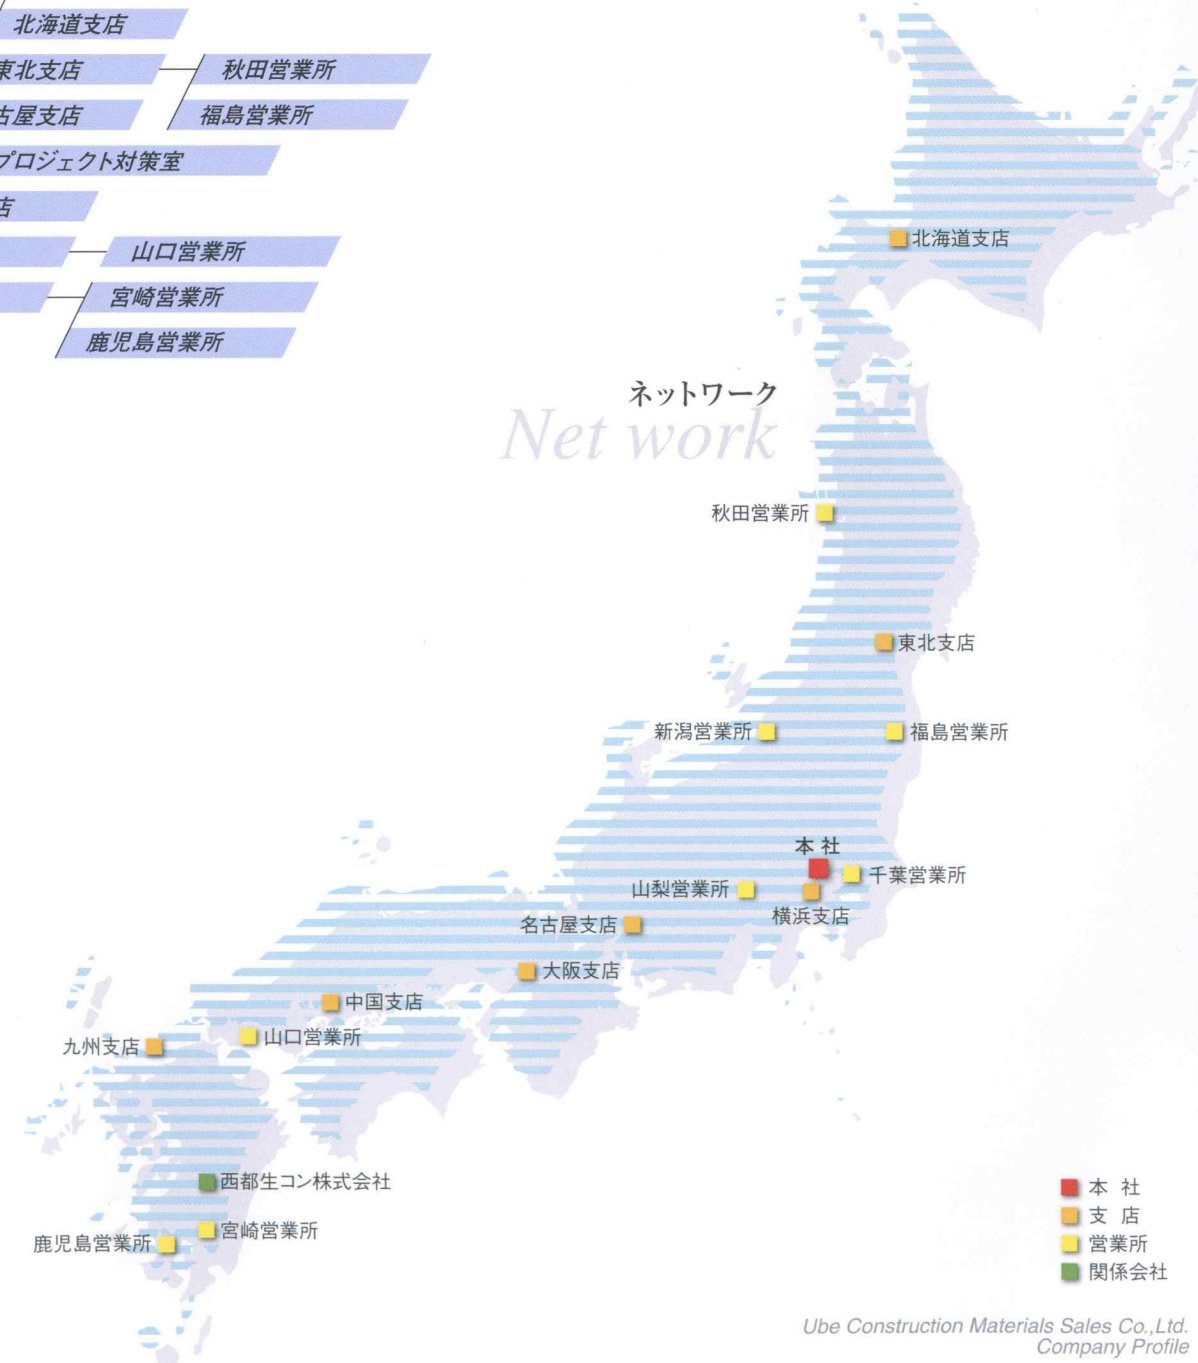 北海道支店
東北支店
秋田営業所
古屋支店
福島営業所
プロジェクト対策室
店
山口営業所
宮崎営業所
鹿児島営業所
北海道支店
ネットワーク
Net work
秋田営業所
東北支店
新潟営業所
福島営業所
本 社
千葉営業所
山梨営業所
横浜支店
名古屋支店
大阪支店
中国支店
山口営業所
九州支店
西都生コン株式会社
宮崎営業所
鹿児島営業所
本 社
支 店
営業所
関係会社
Ube Construction Materials Sales Co.,Ltd.
Company Profile